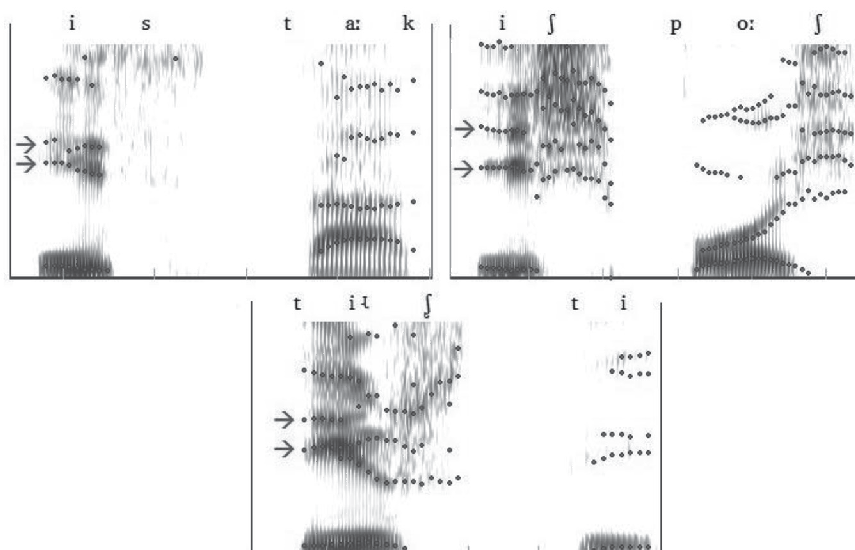 i s t aː k i ʃ p oː ʃ
t i ɻ ʃ̢ t i